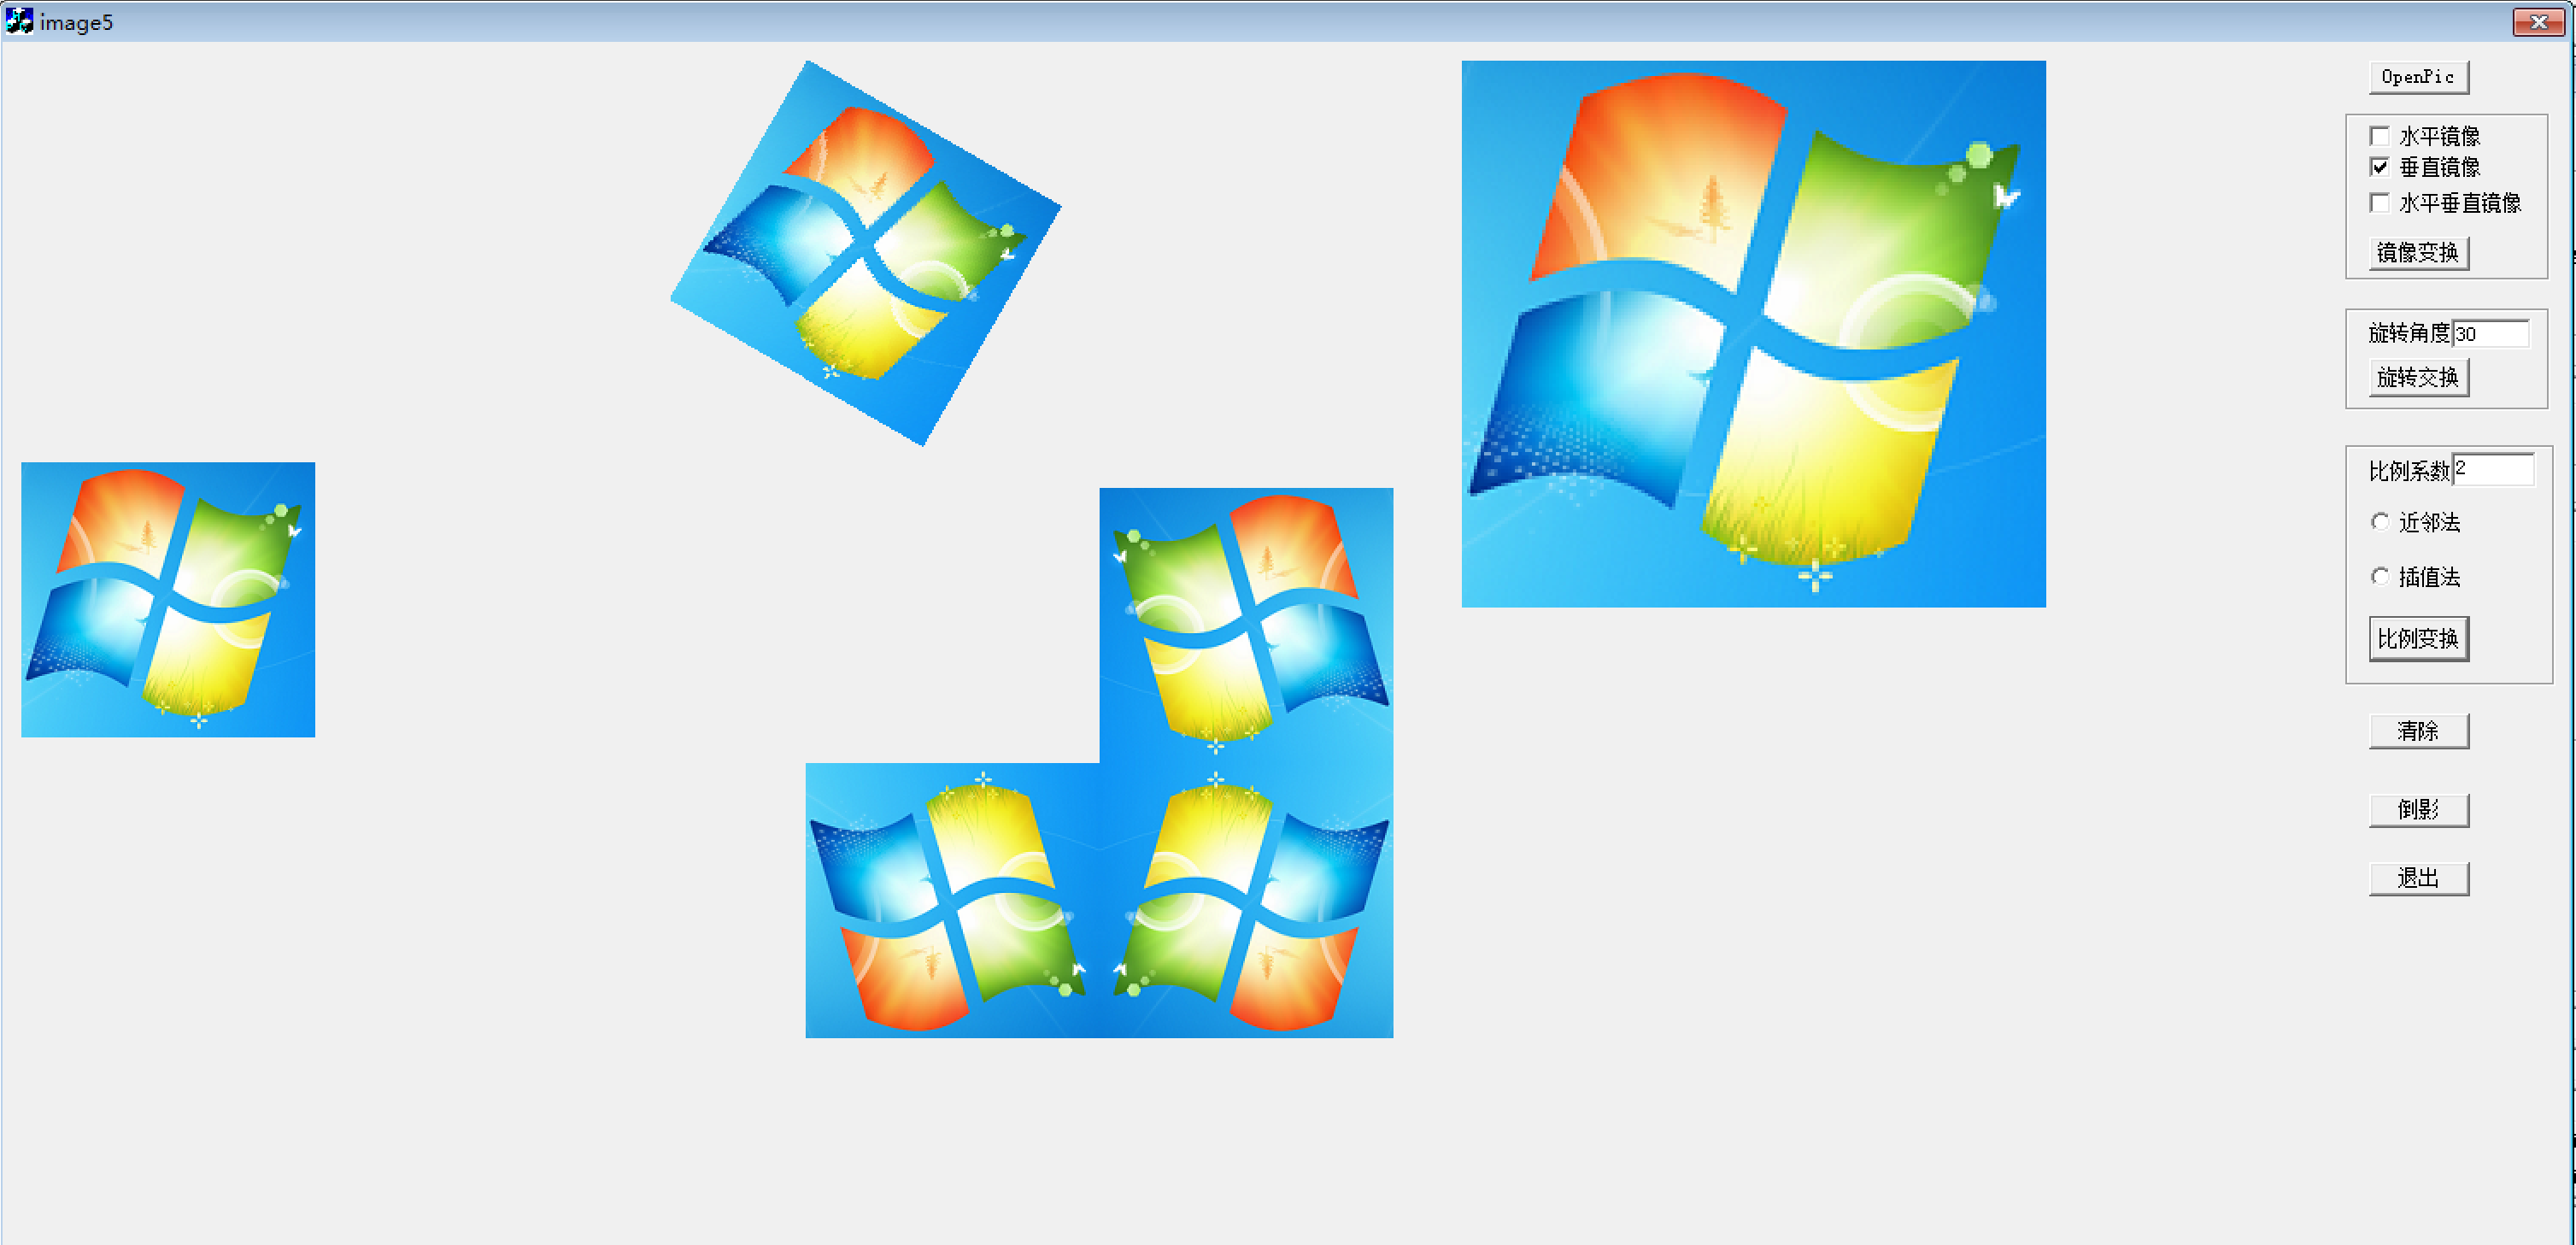 image5
OpenPic
水平镜像
垂直镜像
水平垂直镜像
镜像变换
旋转角度 30
旋转交换
比例系数 2
近邻法
插值法
比例变换
清除
倒影
退出